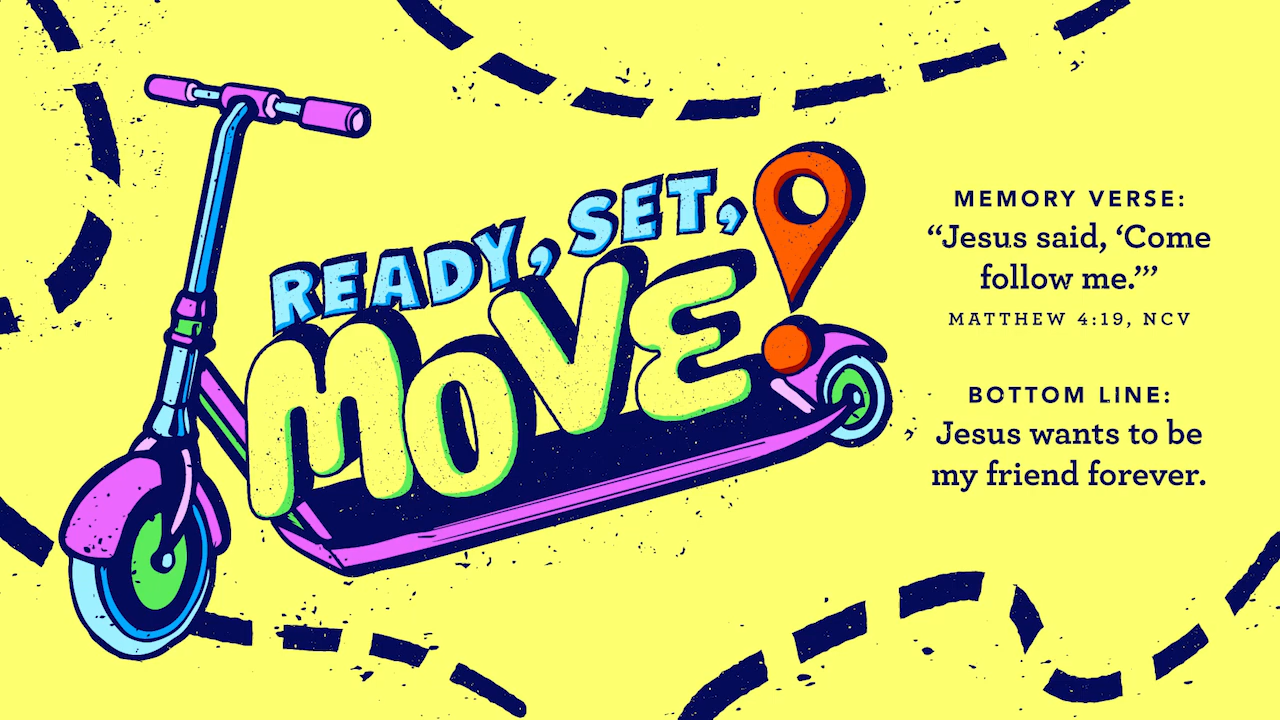 READY, SET,
MOVE!
MEMORY VERSE:
“Jesus said, ‘Come
follow me.’”
MATTHEW 4:19, NCV
BOTTOM LINE:
Jesus wants to be
my friend forever.